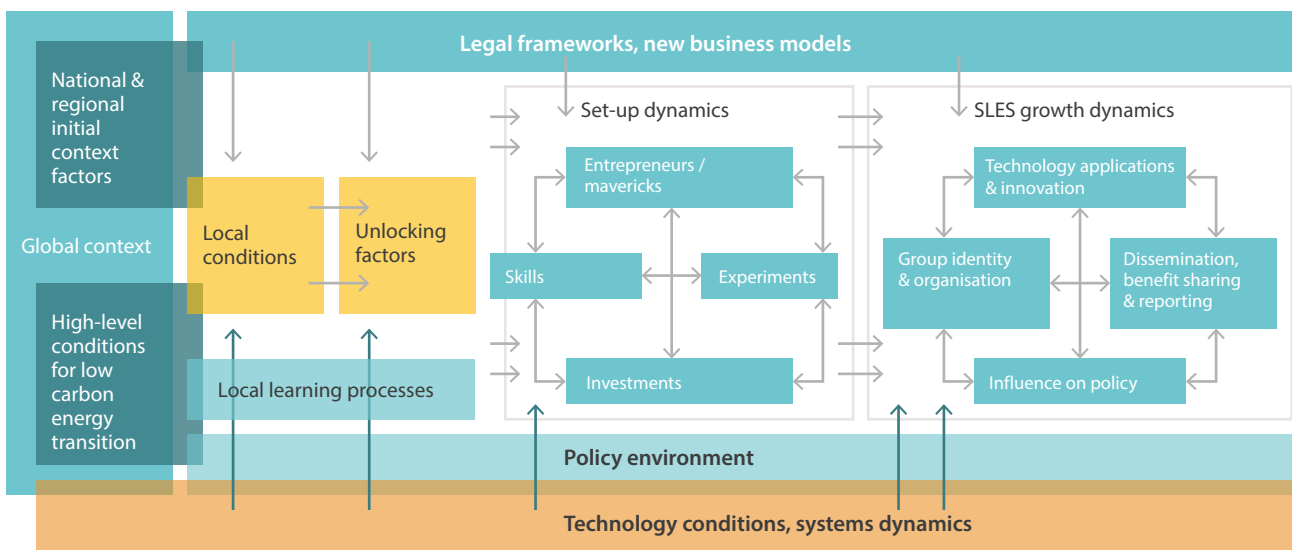 Legal frameworks, new business models
National &
regional
initial
context
factors
Global context
High-level
conditions
for low
carbon
energy
transition
Local
conditions
Unlocking
factors
Local learning processes
Set-up dynamics
Entrepreneurs /
mavericks
Skills
Experiments
Investments
SLES growth dynamics
Technology applications
& innovation
Group identity
& organisation
Dissemination,
benefit sharing
& reporting
Influence on policy
Policy environment
Technology conditions, systems dynamics